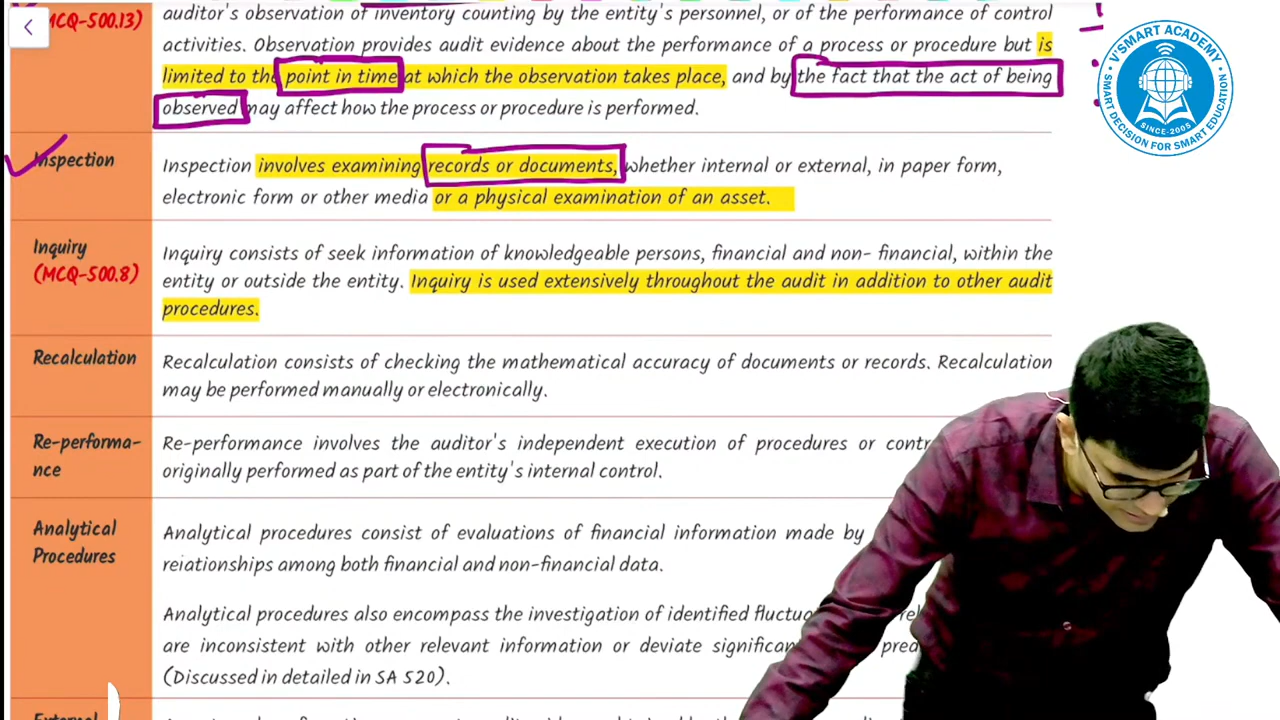 (MCQ-500.13)
auditor's observation of inventory counting by the entity's personnel, or of the performance of control
activities. Observation provides audit evidence about the performance of a process or procedure but is
limited to the point in time at which the observation takes place, and by the fact that the act of being
observed may affect how the process or procedure is performed.
Inspection
Inspection involves examining records or documents, whether internal or external, in paper form,
electronic form or other media or a physical examination of an asset.
Inquiry
(MCQ-500.8)
Inquiry consists of seek information of knowledgeable persons, financial and non- financial, within the
entity or outside the entity. Inquiry is used extensively throughout the audit in addition to other audit
procedures.
Recalculation
Recalculation consists of checking the mathematical accuracy of documents or records. Recalculation
may be performed manually or electronically.
Re-performa-
nce
Re-performance involves the auditor's independent execution of procedures or
originally performed as part of the entity's internal control.
Analytical
Procedures
Analytical procedures consist of evaluations of financial information made by
relationships among both financial and non-financial data.
Analytical procedures also encompass the investigation of identified
are inconsistent with other relevant information or deviate
(Discussed in detailed in SA 520).
V'SMART ACADEMY
SMART DECISION FOR SMART EDUCATION
SINCE-2005